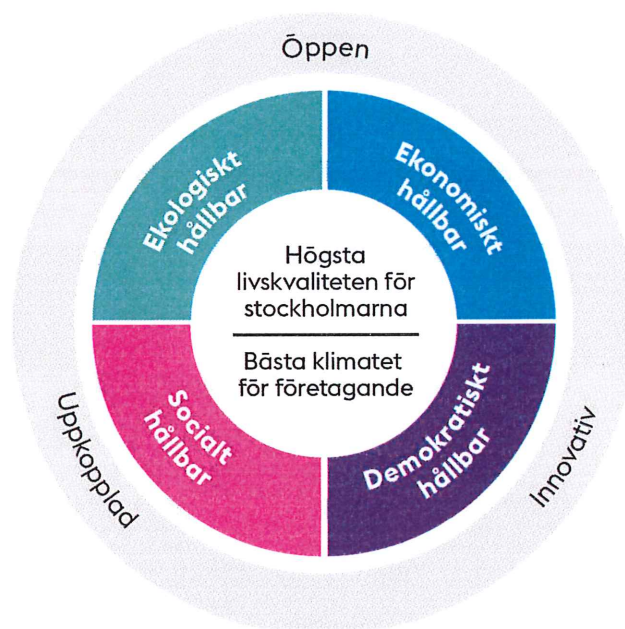 Öppen
Ekologiskt
hållbar
Ekonomiskt
hållbar
Högsta
livskvaliteten för
stockholmarna
Bästa klimatet
för företagande
Socialt
hållbar
Demokratiskt
hållbar
Uppkopplad
Innovativ